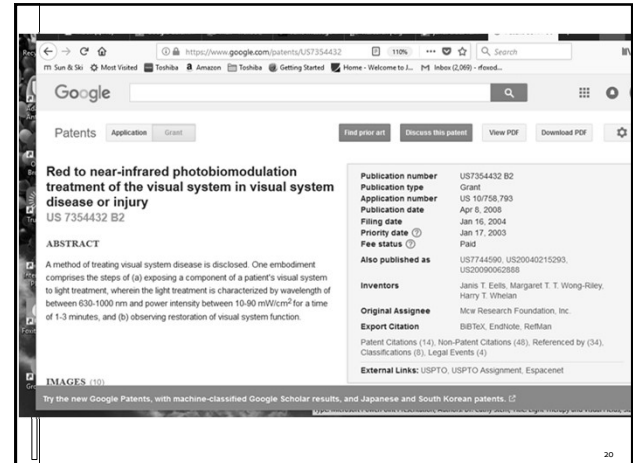 https://www.google.com/patents/US7354432
110%
Search
Sun & Ski Most Visited Toshiba Amazon Toshiba Getting Started Home - Welcome to L... Inbox (2,069) - rfoxed...
Google
Patents Application Grant Find prior art Discuss this patent View PDF Download PDF
Red to near-infrared photobiomodulation
treatment of the visual system in visual system
disease or injury
US 7354432 B2
ABSTRACT
A method of treating visual system disease is disclosed. One embodiment
comprises the steps of (a) exposing a component of a patient's visual system
to light treatment, wherein the light treatment is characterized by wavelength of
between 630-1000 nm and power intensity between 10-90 mW/cm² for a time
of 1-3 minutes, and (b) observing restoration of visual system function.
IMAGES (10)
Publication number US7354432 B2
Publication type Grant
Application number US 10/758,793
Publication date Apr 8, 2008
Filing date Jan 16, 2004
Priority date Jan 17, 2003
Fee status Paid
Also published as US7744590, US20040215293,
US20090062888
Inventors Janis T. Eells, Margaret T. T. Wong-Riley,
Harry T. Whelan
Original Assignee Mcw Research Foundation, Inc.
Export Citation BiBTeX, EndNote, RefMan
Patent Citations (14), Non-Patent Citations (48), Referenced by (34),
Classifications (8), Legal Events (4)
External Links: USPTO, USPTO Assignment, Espacenet
Try the new Google Patents, with machine-classified Google Scholar results, and Japanese and South Korean patents.
20